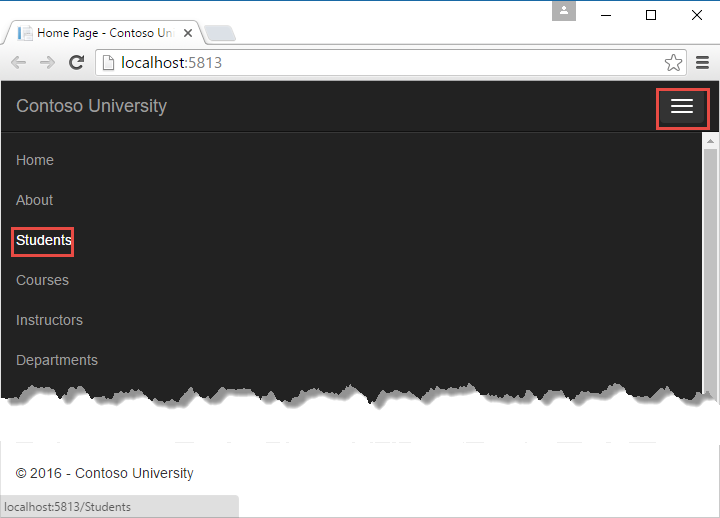 Home Page - Contoso Uni
localhost:5813
Contoso University
Home
About
Students
Courses
Instructors
Departments
© 2016 - Contoso University
localhost:5813/Students